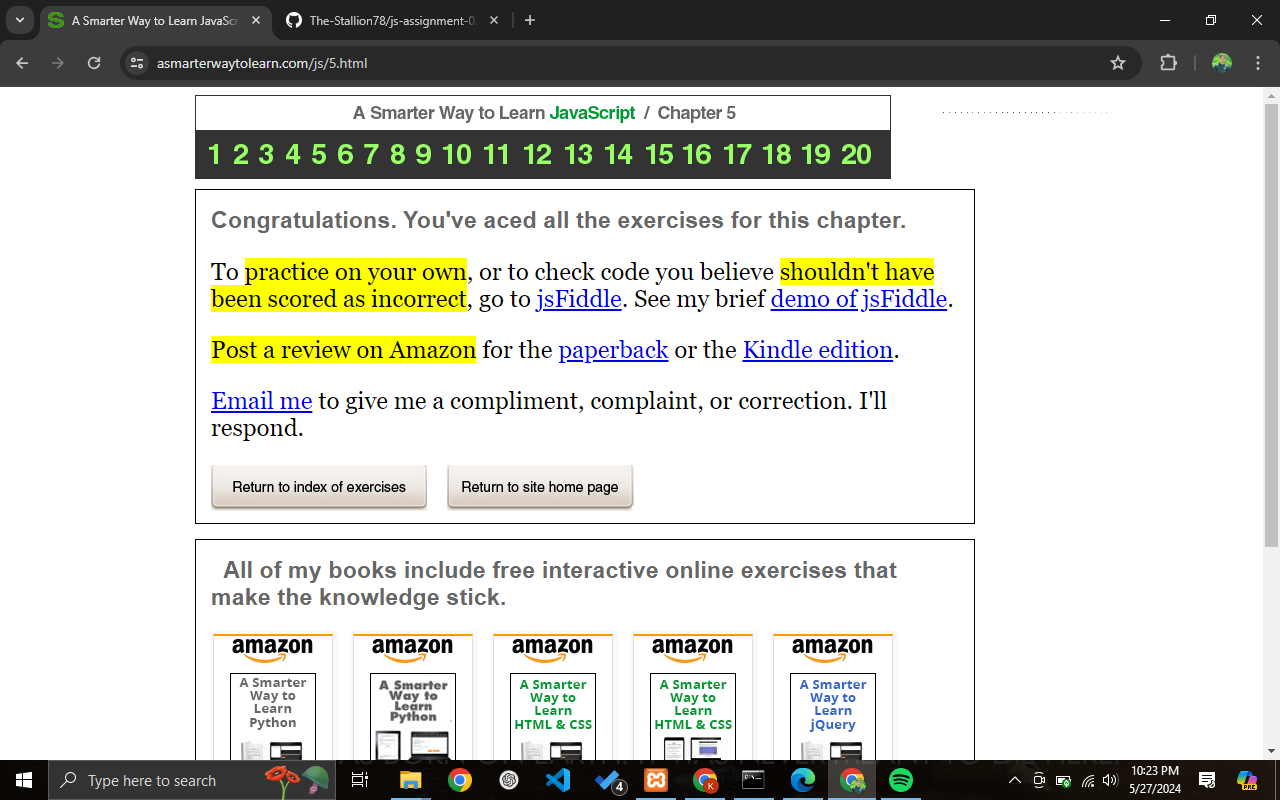 A Smarter Way to Learn JavaScr
The-Stallion78/js-assignment-0
asmarterwaytolearn.com/js/5.html
A Smarter Way to Learn JavaScript / Chapter 5
1 2 3 4 5 6 7 8 9 10 11 12 13 14 15 16 17 18 19 20
Congratulations. You've aced all the exercises for this chapter.
To practice on your own, or to check code you believe shouldn't have
been scored as incorrect, go to jsFiddle. See my brief demo of jsFiddle.
Post a review on Amazon for the paperback or the Kindle edition.
Email me to give me a compliment, complaint, or correction. I'll
respond.
Return to index of exercises
Return to site home page
All of my books include free interactive online exercises that
make the knowledge stick.
amazon
A Smarter
Way to
Learn
Python
amazon
A Smarter
Way to
Learn
Python
amazon
A Smarter
Way to
Learn
HTML & CSS
amazon
A Smarter
Way to
Learn
HTML & CSS
amazon
A Smarter
Way to
Learn
jQuery
Type here to search
4
K
10:23 PM
5/27/2024
PRE